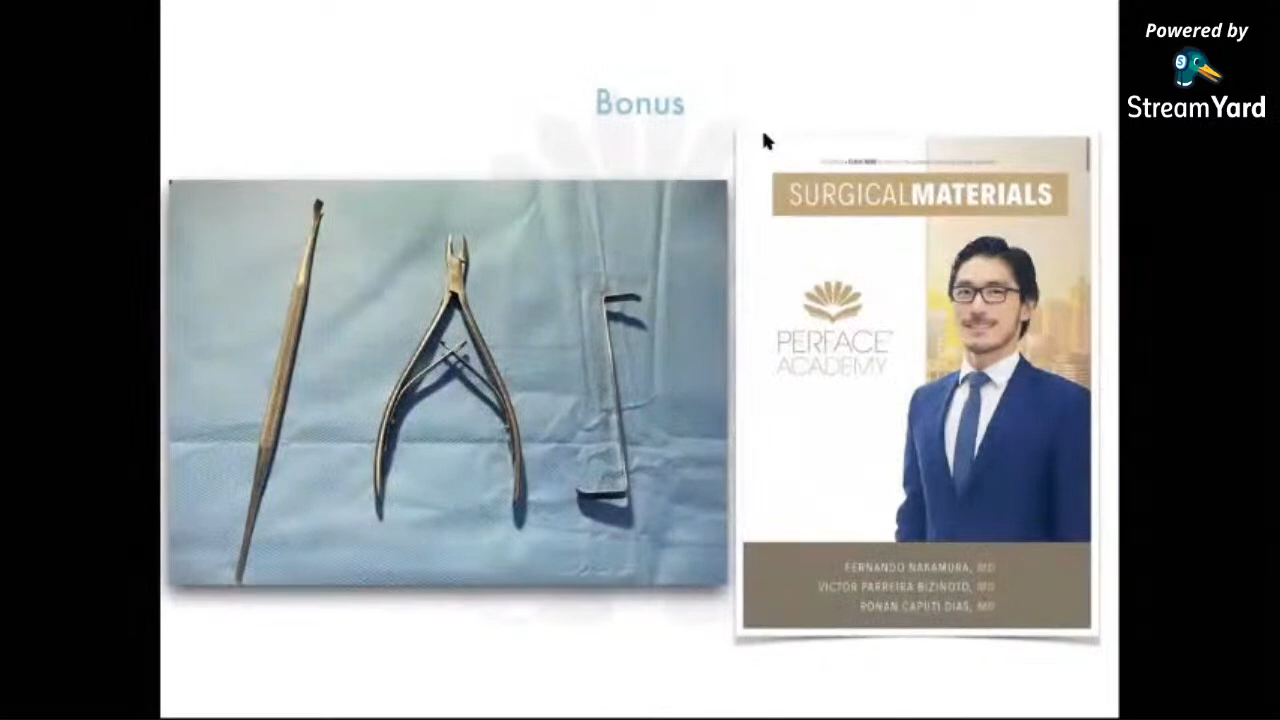 Powered by
StreamYard
Bonus
SURGICALMATERIALS
PERFACE
ACADEMY
FERNANDO NAKAMURA, MD
VICTOR PARREIRA BIZINOTO, MD
RONAN CAPUTI DIAS, MD